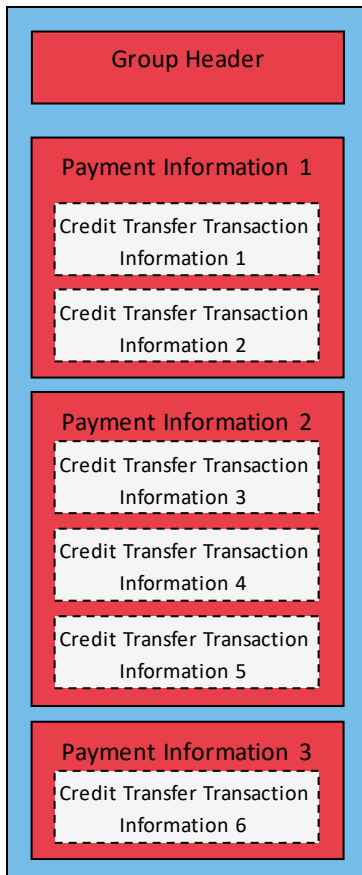 Group Header
Payment Information 1
Credit Transfer Transaction
Information 1
Credit Transfer Transaction
Information 2
Payment Information 2
Credit Transfer Transaction
Information 3
Credit Transfer Transaction
Information 4
Credit Transfer Transaction
Information 5
Payment Information 3
Credit Transfer Transaction
Information 6